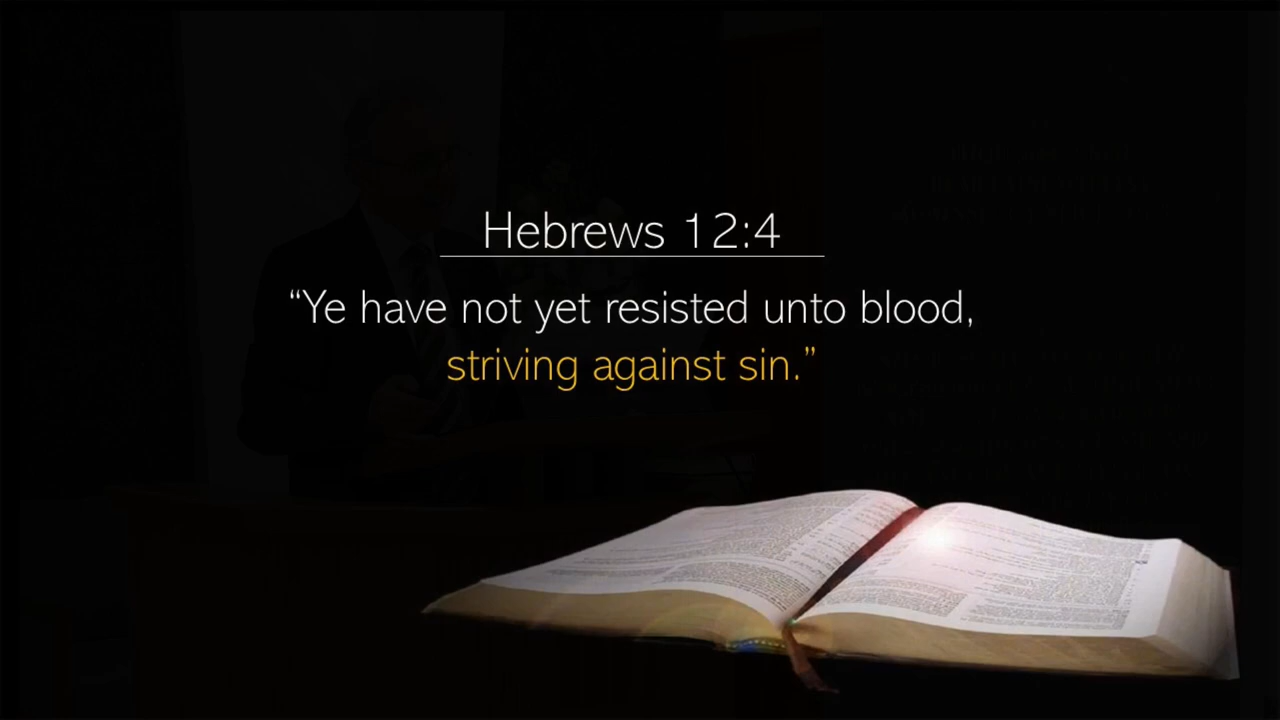 Hebrews 12:4
“Ye have not yet resisted unto blood,
striving against sin.”